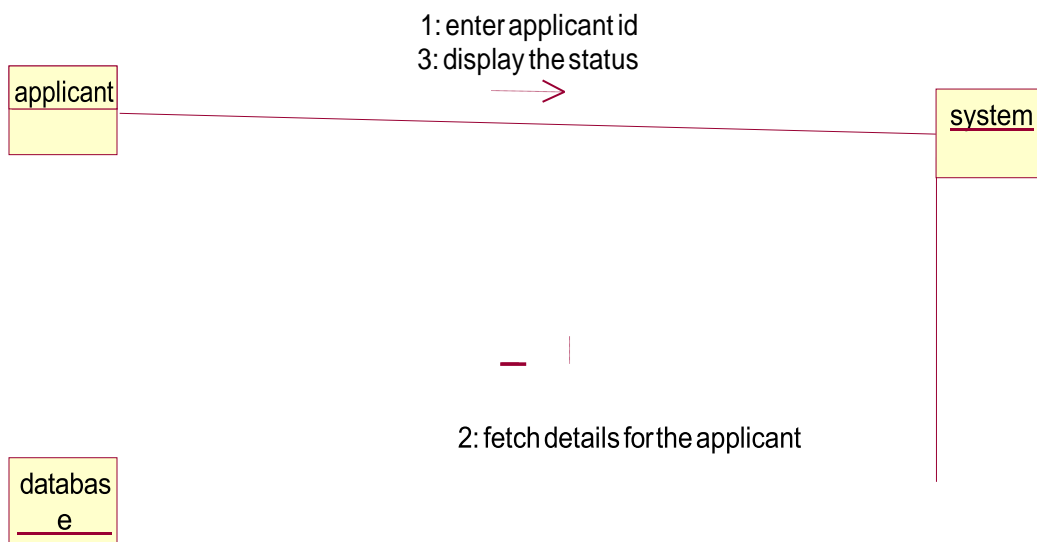 1: enter applicant id
3: display the status
applicant
system
2: fetch details for the applicant
databas
e